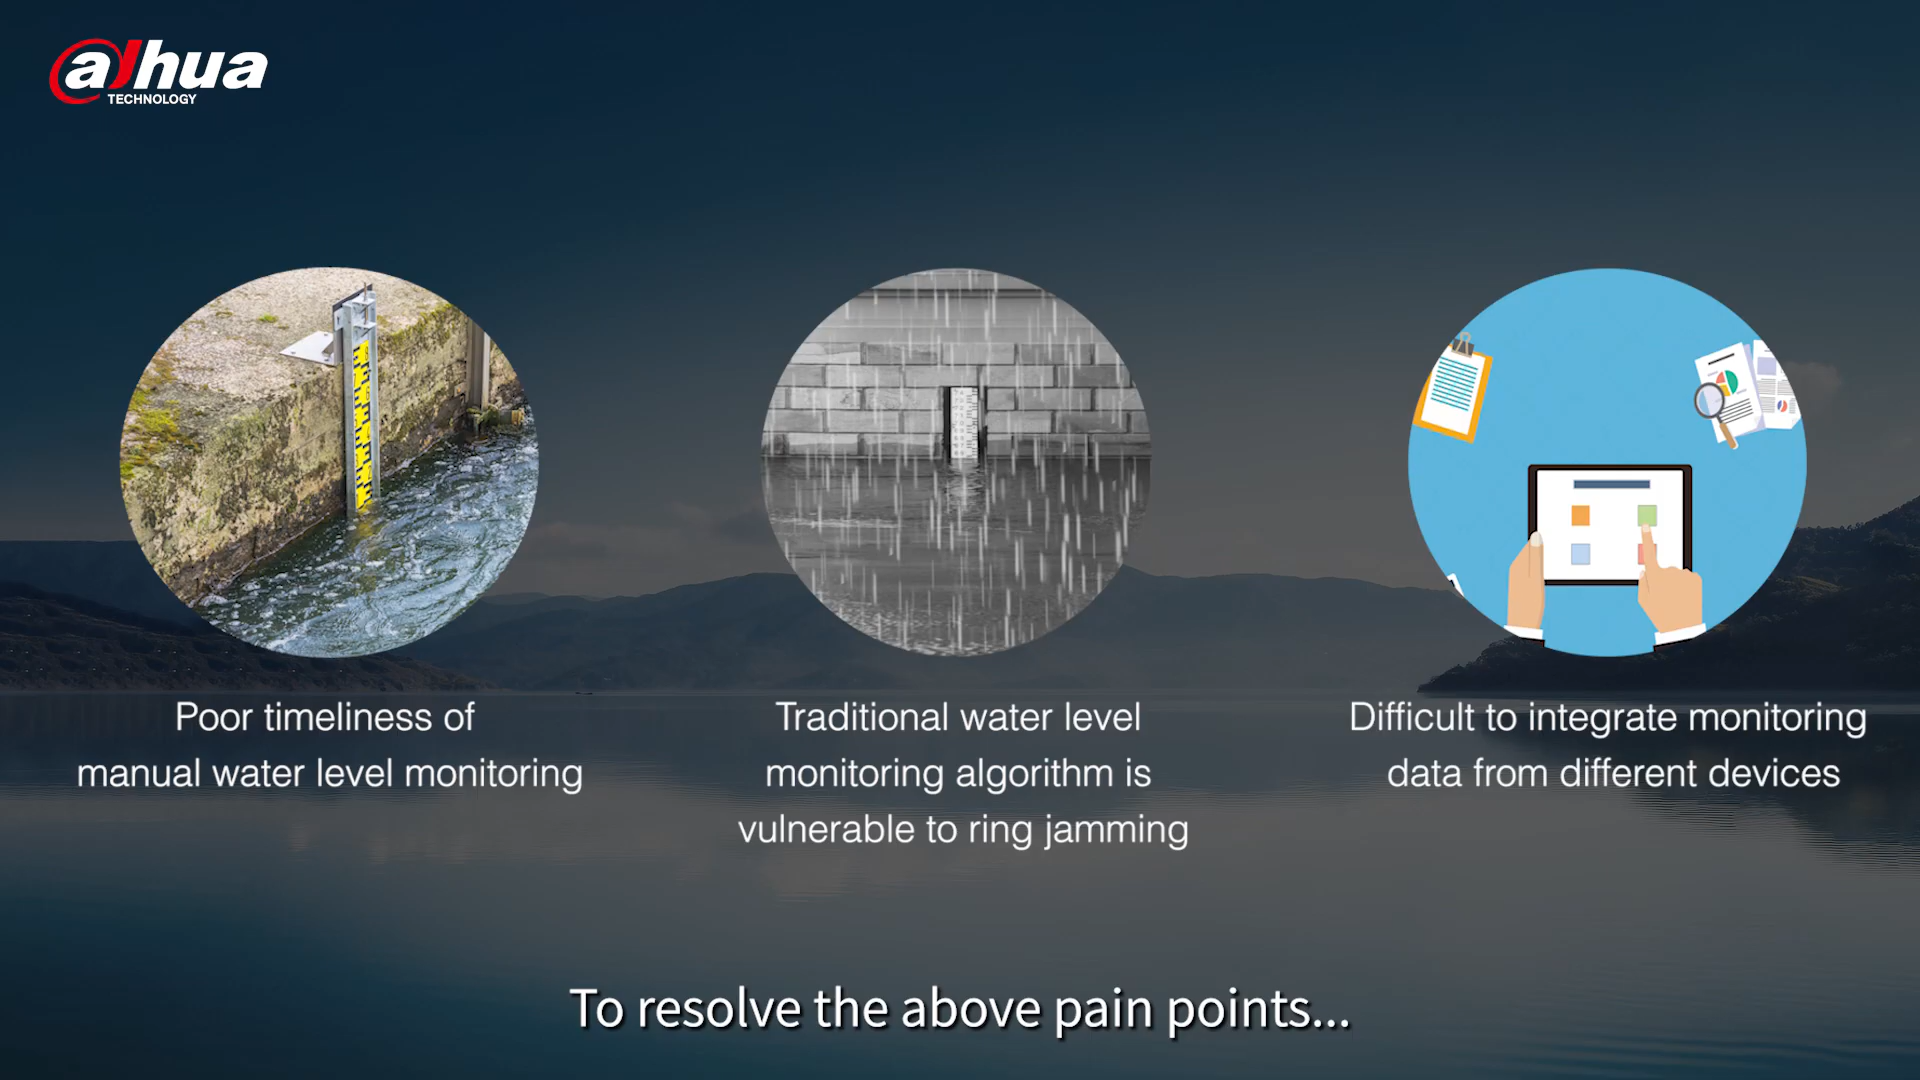 alhua
TECHNOLOGY
Poor timeliness of
manual water level monitoring
Traditional water level
monitoring algorithm is
vulnerable to ring jamming
Difficult to integrate monitoring
data from different devices
To resolve the above pain points...